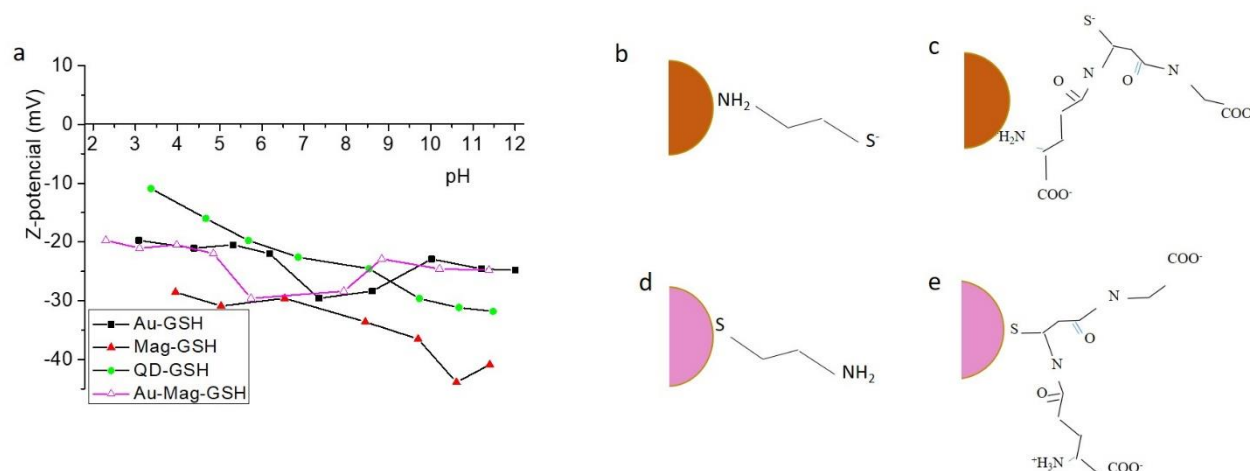 a
10
0
2 3 4 5 6 7 8 9 10 11 12
pH
-10
-20
-30
-40
Z-potencial (mV)
Au-GSH
Mag-GSH
QD-GSH
Au-Mag-GSH
b
NH2
S-
c
S-
N
O
O
N
COO
H2N
COO-
d
S
NH2
e
COO-
N
S
O
N
O
+H3N
COO-